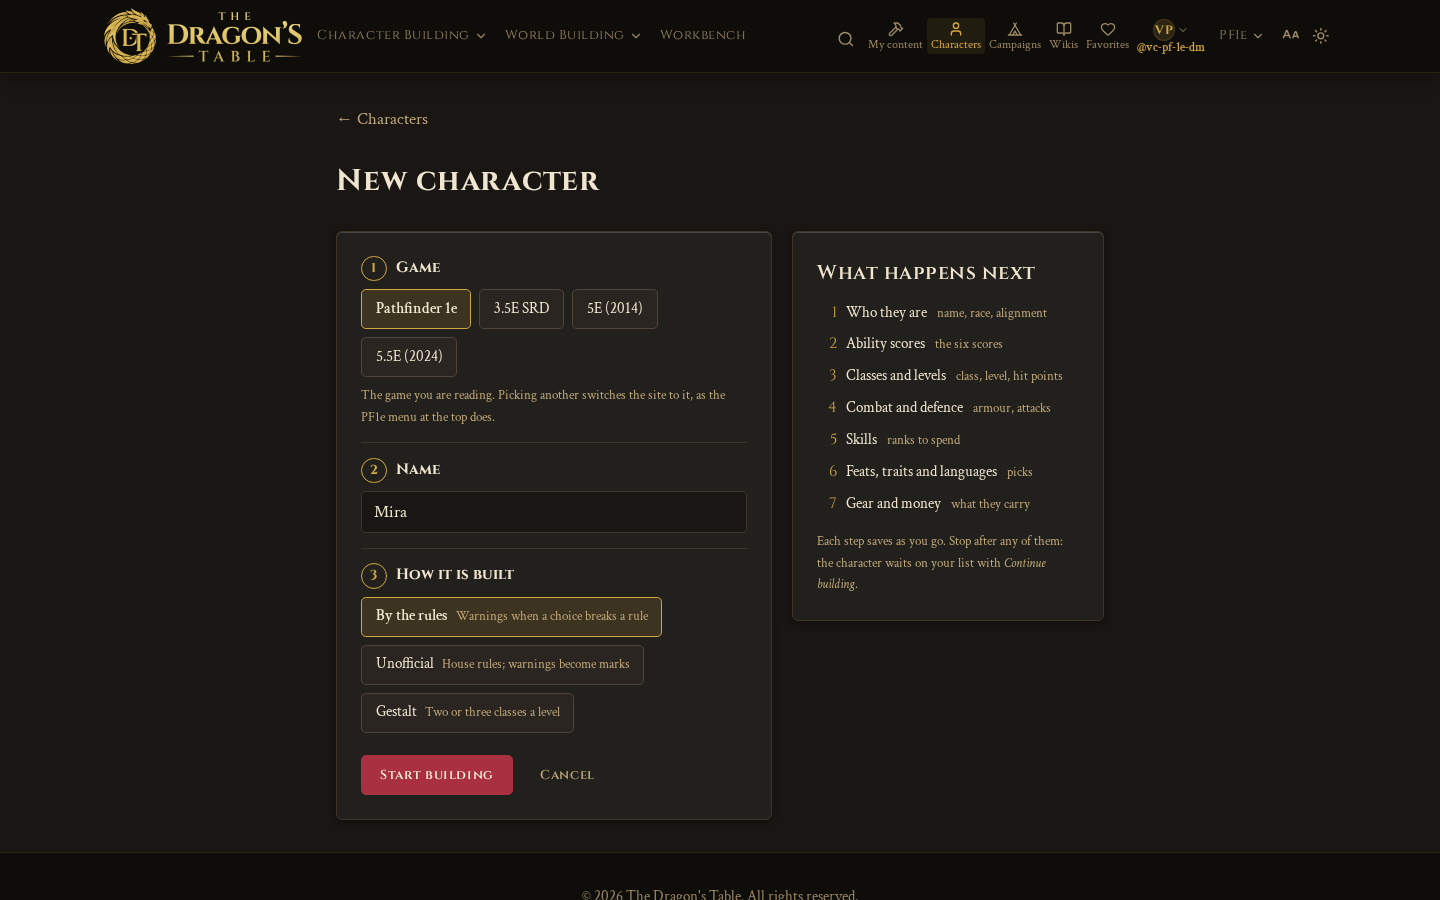 THE
DRAGON'S
TABLE
DT
Character Building
World Building
Workbench
My content
Characters
Campaigns
Wikis
Favorites
VP
@vc-pf-1e-dm
PF1e
AA
← Characters
New character
1 Game
Pathfinder 1e
3.5E SRD
5E (2014)
5.5E (2024)
The game you are reading. Picking another switches the site to it, as the
PF1e menu at the top does.
2 Name
Mira
3 How it is built
By the rules Warnings when a choice breaks a rule
Unofficial House rules; warnings become marks
Gestalt Two or three classes a level
Start building
Cancel
What happens next
1 Who they are name, race, alignment
2 Ability scores the six scores
3 Classes and levels class, level, hit points
4 Combat and defence armour, attacks
5 Skills ranks to spend
6 Feats, traits and languages picks
7 Gear and money what they carry
Each step saves as you go. Stop after any of them:
the character waits on your list with Continue
building.
© 2026 The Dragon's Table. All rights reserved.